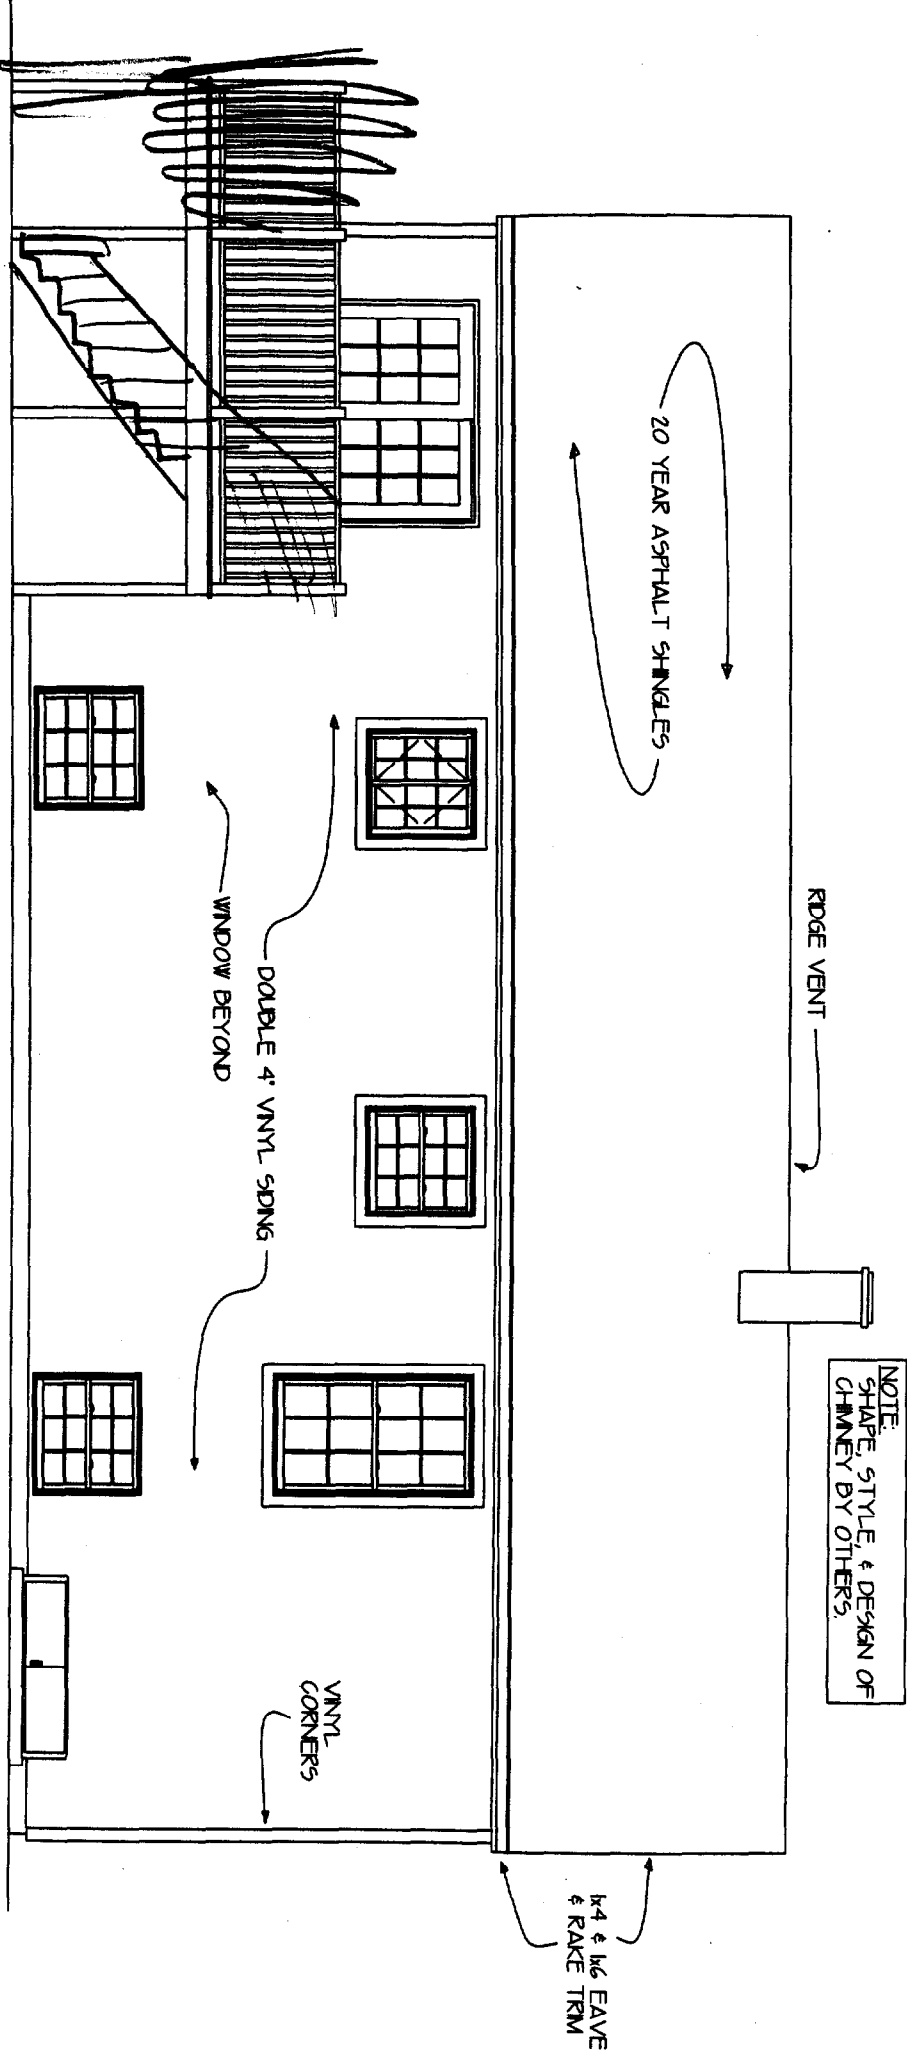 RIDGE VENT
NOTE:
SHAPE, STYLE, & DESIGN OF
CHIMNEY BY OTHERS.
20 YEAR ASPHALT SHINGLES
1x4 & 1x6 EAVE
& RAKE TRIM
VINYL
CORNERS
DOUBLE 4" VINYL SIDING
WINDOW BEYOND